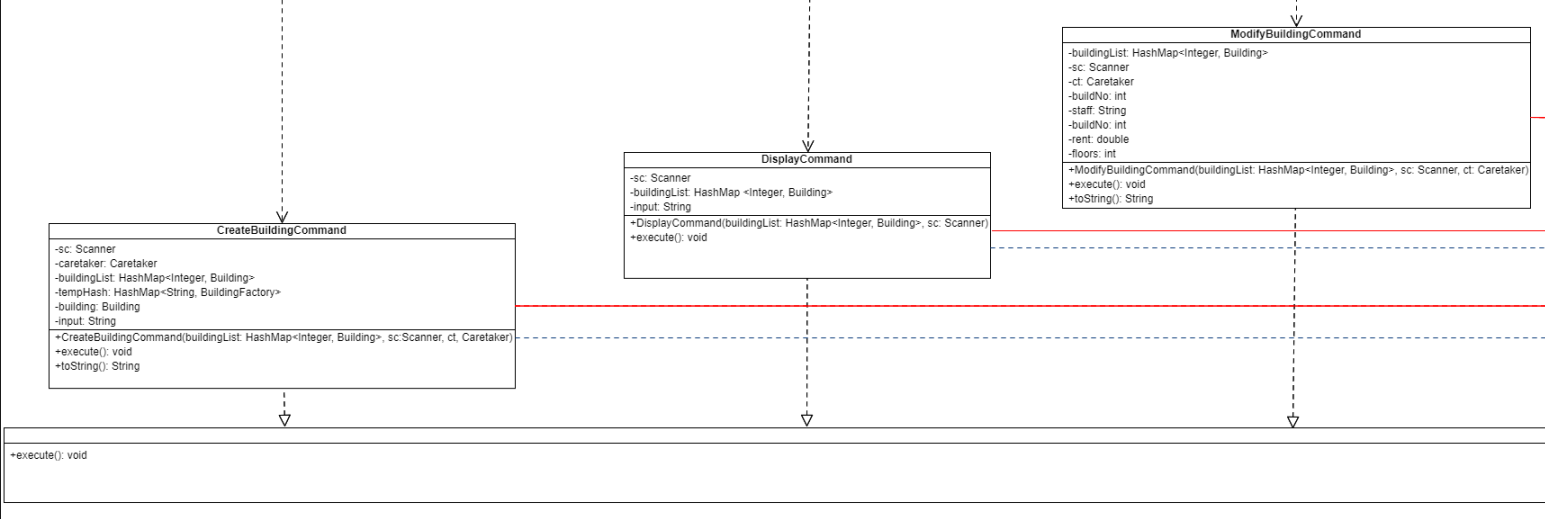 ModifyBuildingCommand
-buildingList: HashMap<Integer, Building>
-sc: Scanner
-ct: Caretaker
-buildNo: int
-staff: String
-buildNo: int
-rent: double
-floors: int
+ModifyBuildingCommand(buildingList: HashMap<Integer, Building>, sc: Scanner, ct: Caretaker)
+execute(): void
+toString(): String
DisplayCommand
-sc: Scanner
-buildingList: HashMap <Integer, Building>
-input: String
+DisplayCommand(buildingList: HashMap<Integer, Building>, sc: Scanner)
+execute(): void
CreateBuildingCommand
-sc: Scanner
-caretaker: Caretaker
-buildingList: HashMap<Integer, Building>
-tempHash: HashMap<String, BuildingFactory>
-building: Building
-input: String
+CreateBuildingCommand(buildingList: HashMap<Integer, Building>, sc:Scanner, ct, Caretaker)
+execute(): void
+toString(): String
+execute(): void